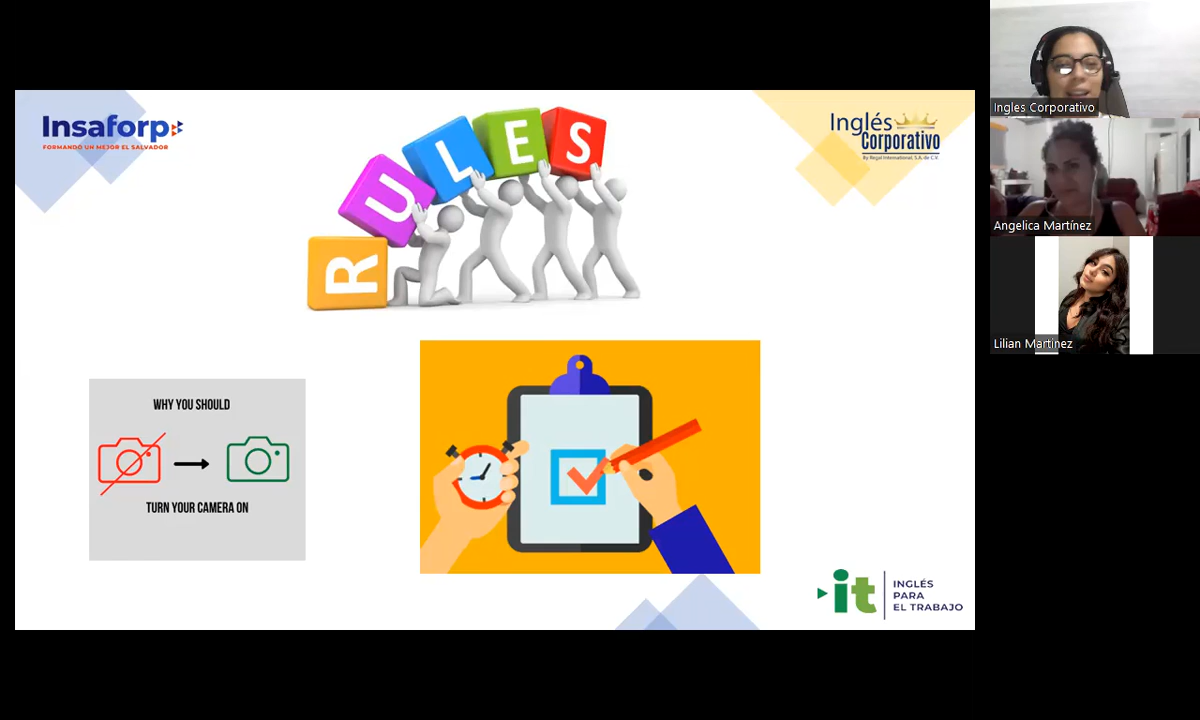 Insaforp
FORMANDO UN MEJOR EL SALVADOR
RULES
Inglés
Corporativo
By Regal International, S.A. de C.V.
WHY YOU SHOULD
TURN YOUR CAMERA ON
it
INGLÉS
PARA
EL TRABAJO
Ingles Corporativo
Angelica Martínez
Lilian Martinez